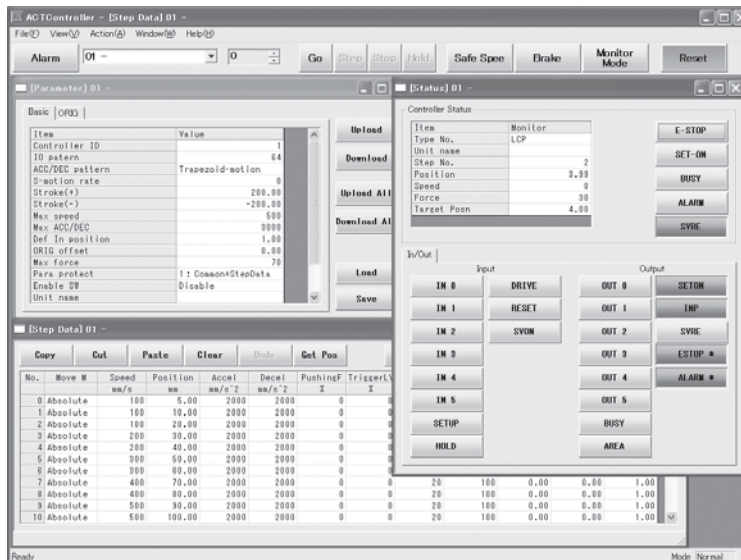 ACTController - [Step Data] 01 -
File(F) View(V) Action(A) Window(W) Help(H)
Alarm 01 - 0 Go Step Stop Hold Safe Spee Brake Monitor Mode Reset
[Parameter] 01 -
Basic ORIG
Item Value
Controller ID 1
IO patern 64
ACC/DEC pattern Trapezoid-motion
S-motion rate 0
Stroke(+) 200.00
Stroke(-) -200.00
Max speed 500
Max ACC/DEC 3000
Def In position 1.00
ORIG offset 0.00
Max force 70
Para protect 1: Common+StepData
Enable SW Disable
Unit name
Upload
Download
Upload All
Download Al
Load
Save
[Status] 01 -
Controller Status
Item Monitor
Type No. LCP
Unit name
Step No. 2
Position 3.99
Speed 0
Force 30
Target Posn 4.00
E-STOP
SET-ON
BUSY
ALARM
SVRE
In/Out
Input Output
IN 0 DRIVE OUT 0 SETON
IN 1 RESET OUT 1 INP
IN 2 SVON OUT 2 SVRE
IN 3 OUT 3 ESTOP *
IN 4 OUT 4 ALARM *
IN 5 OUT 5
SETUP BUSY
HOLD AREA
[Step Data] 01 -
Copy Cut Paste Clear Undo Get Pos
No. Move M Speed Position Accel Decel PushingF TriggerLV
mm/s mm mm/s^2 mm/s^2 % %
0 Absolute 100 5.00 2000 2000 0 0
1 Absolute 100 10.00 2000 2000 0 0
2 Absolute 100 20.00 2000 2000 0 0
3 Absolute 200 30.00 2000 2000 0 0
4 Absolute 200 40.00 2000 2000 0 0
5 Absolute 300 50.00 2000 2000 0 0
6 Absolute 300 60.00 2000 2000 0 0
7 Absolute 400 70.00 2000 2000 0 0 20 100 0.00 0.00 1.00
8 Absolute 400 80.00 2000 2000 0 0 20 100 0.00 0.00 1.00
9 Absolute 500 90.00 2000 2000 0 0 20 100 0.00 0.00 1.00
10 Absolute 500 100.00 2000 2000 0 0 20 100 0.00 0.00 1.00
Ready Mode Normal